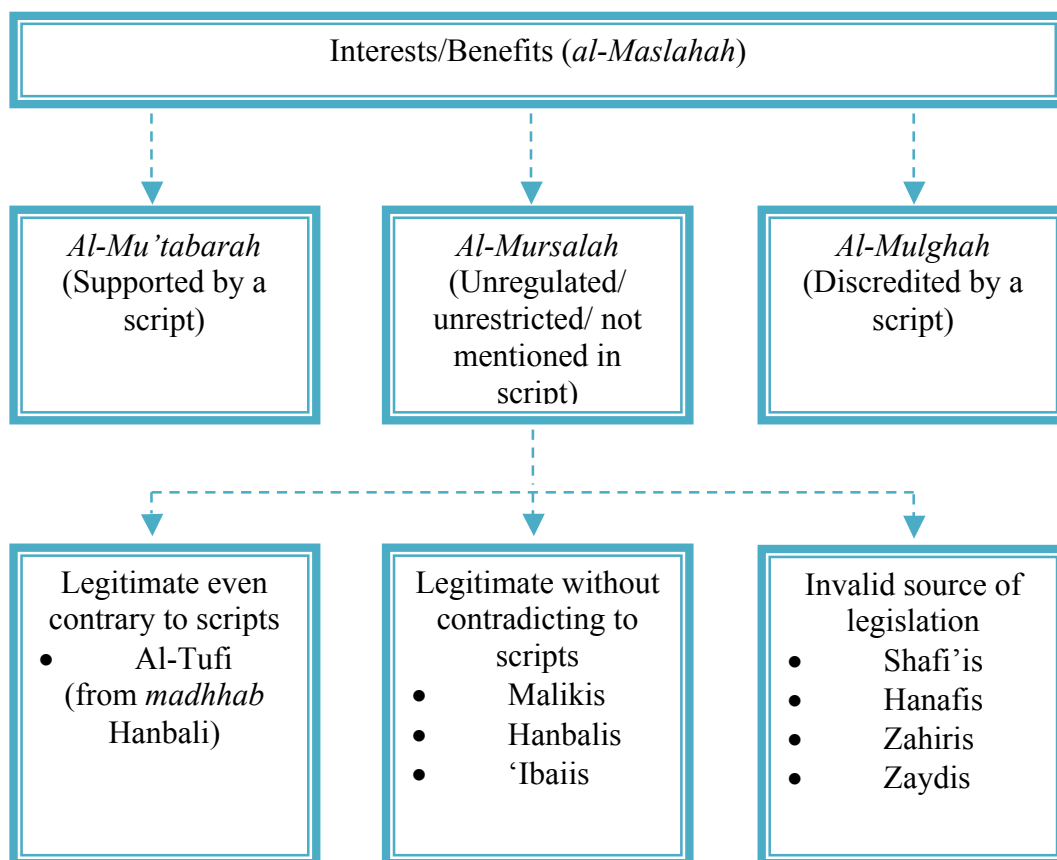 Interests/Benefits (al-Maslahah)
Al-Mu’tabarah
(Supported by a
script)
Al-Mursalah
(Unregulated/
unrestricted/ not
mentioned in
script)
Al-Mulghah
(Discredited by a
script)
Legitimate even
contrary to scripts
• Al-Tufi
(from madhhab
Hanbali)
Legitimate without
contradicting to
scripts
• Malikis
• Hanbalis
• ‘Ibaiis
Invalid source of
legislation
• Shafi’is
• Hanafis
• Zahiris
• Zaydis